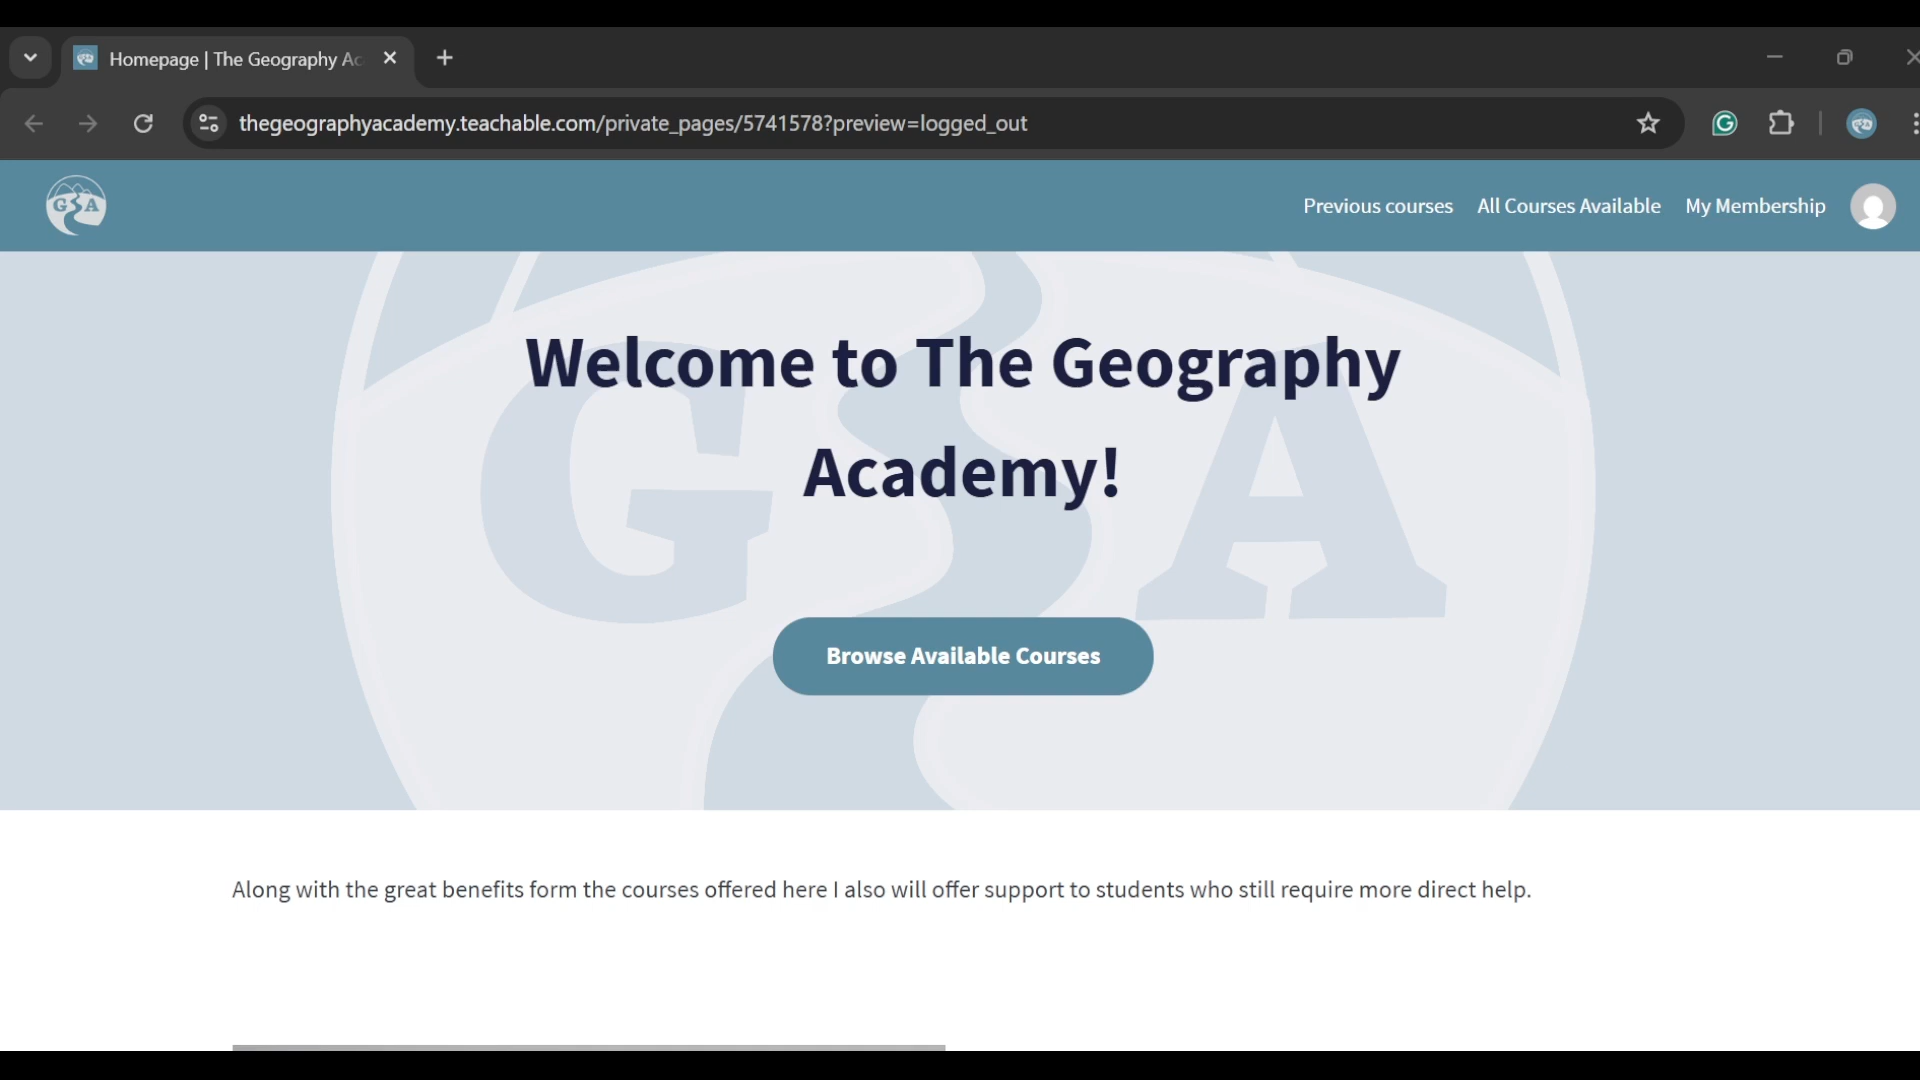 Homepage | The Geography Ac
thegeographyacademy.teachable.com/private_pages/5741578?preview=logged_out
GSA
Previous courses All Courses Available My Membership
Welcome to The Geography
Academy!
G A
Browse Available Courses
Along with the great benefits form the courses offered here I also will offer support to students who still require more direct help.